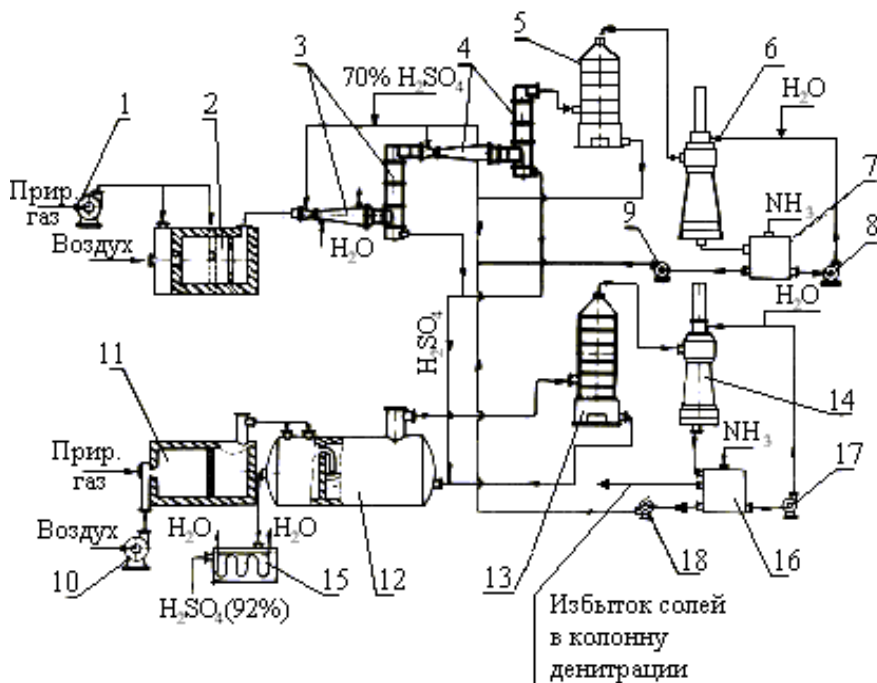 5
3
4
6
70% H₂SO₄
H₂O
1
2
7
Прир.
газ
NH₃
9
8
Воздух
H₂O
H₂O
H₂SO₄
11
14
Прир.
газ
NH₃
17
Воздух
H₂O
H₂O
10
15
12
13
18
16
H₂SO₄(92%)
Избыток солей
в колонну
денитрации